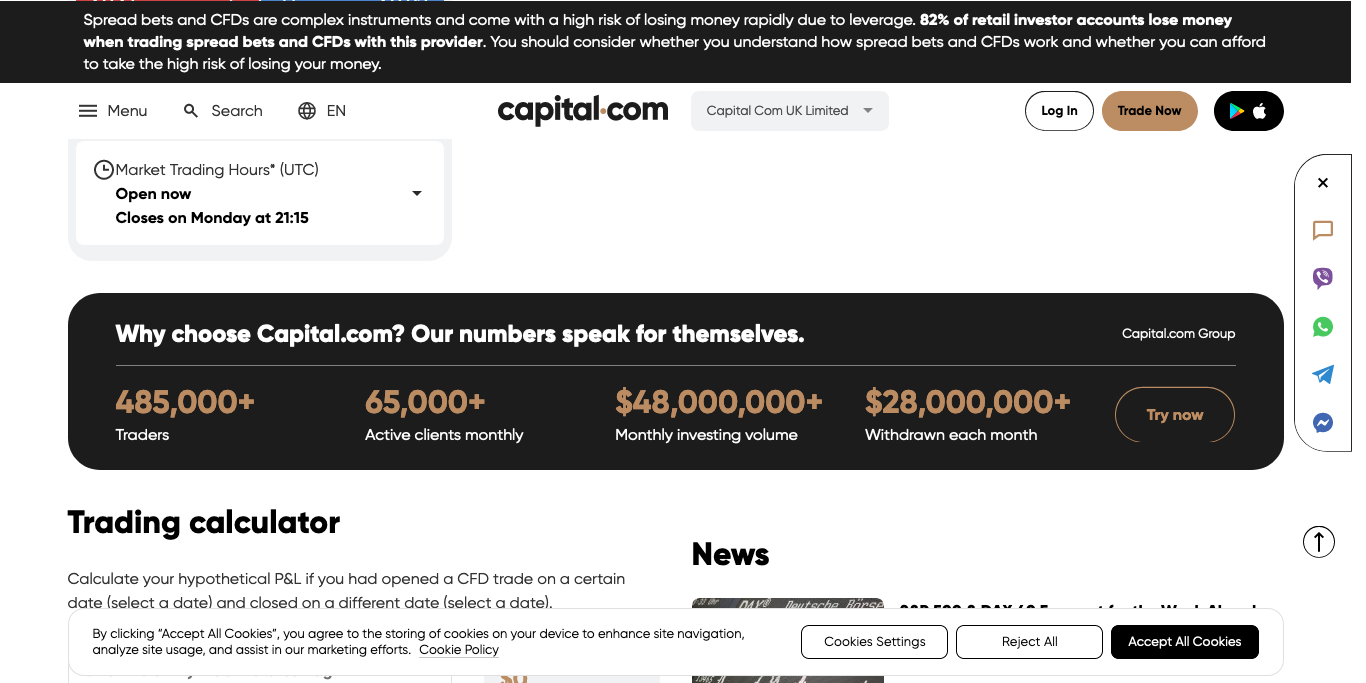 Spread bets and CFDs are complex instruments and come with a high risk of losing money rapidly due to leverage. 82% of retail investor accounts lose money
when trading spread bets and CFDs with this provider. You should consider whether you understand how spread bets and CFDs work and whether you can afford
to take the high risk of losing your money.
Menu Search EN capital.com Capital Com UK Limited Log In Trade Now
Market Trading Hours* (UTC)
Open now
Closes on Monday at 21:15
Why choose Capital.com? Our numbers speak for themselves. Capital.com Group
485,000+ 65,000+ $48,000,000+ $28,000,000+
Traders Active clients monthly Monthly investing volume Withdrawn each month
Try now
Trading calculator
News
Calculate your hypothetical P&L if you had opened a CFD trade on a certain
date (select a date) and closed on a different date (select a date).
DAX® Deutsche Börse
By clicking “Accept All Cookies”, you agree to the storing of cookies on your device to enhance site navigation,
analyze site usage, and assist in our marketing efforts. Cookie Policy
Cookies Settings Reject All Accept All Cookies
$0